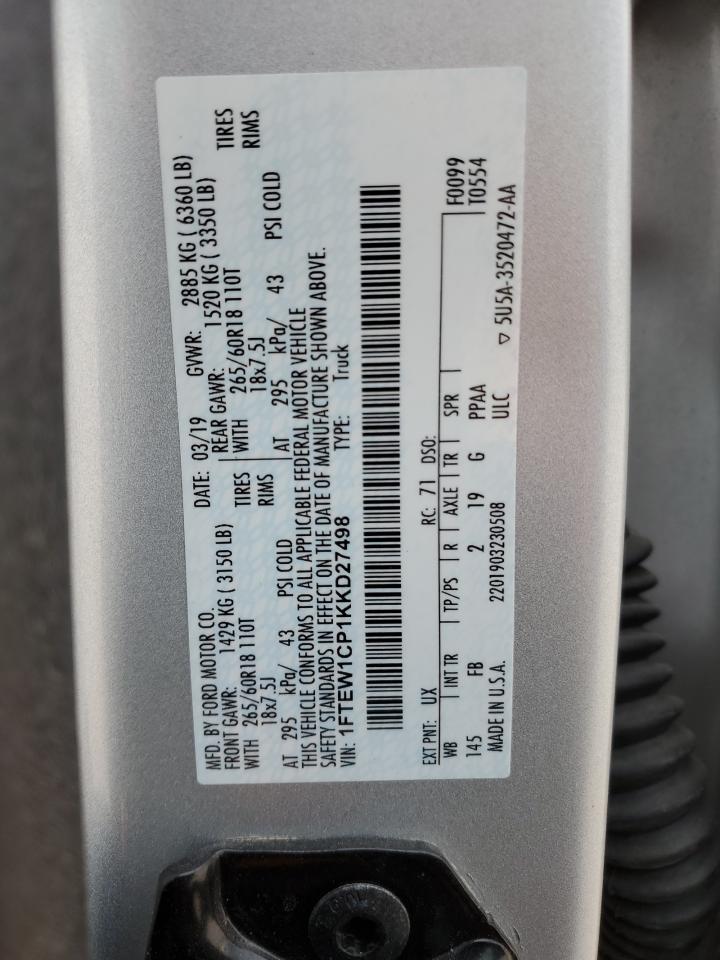 MFD. BY FORD MOTOR CO.
DATE: 03/19 GVWR: 2885 KG ( 6360 LB)
FRONT GAWR: 1429 KG ( 3150 LB) REAR GAWR: 1520 KG ( 3350 LB)
WITH 265/60R18 110T TIRES WITH 265/60R18 110T TIRES
18x7.5J RIMS 18x7.5J RIMS
AT 295 kPa/ 43 PSI COLD AT 295 kPa/ 43 PSI COLD
THIS VEHICLE CONFORMS TO ALL APPLICABLE FEDERAL MOTOR VEHICLE
SAFETY STANDARDS IN EFFECT ON THE DATE OF MANUFACTURE SHOWN ABOVE.
VIN: 1FTEW1CP1KKD27498 TYPE: Truck
EXT PNT: UX RC: 71 DSO: F0099
WB INT TR TP/PS R AXLE TR SPR T0554
145 FB 2 19 G PPAA
ULC
MADE IN U.S.A. 2201903230508 ▽ 5U5A-3520472-AA